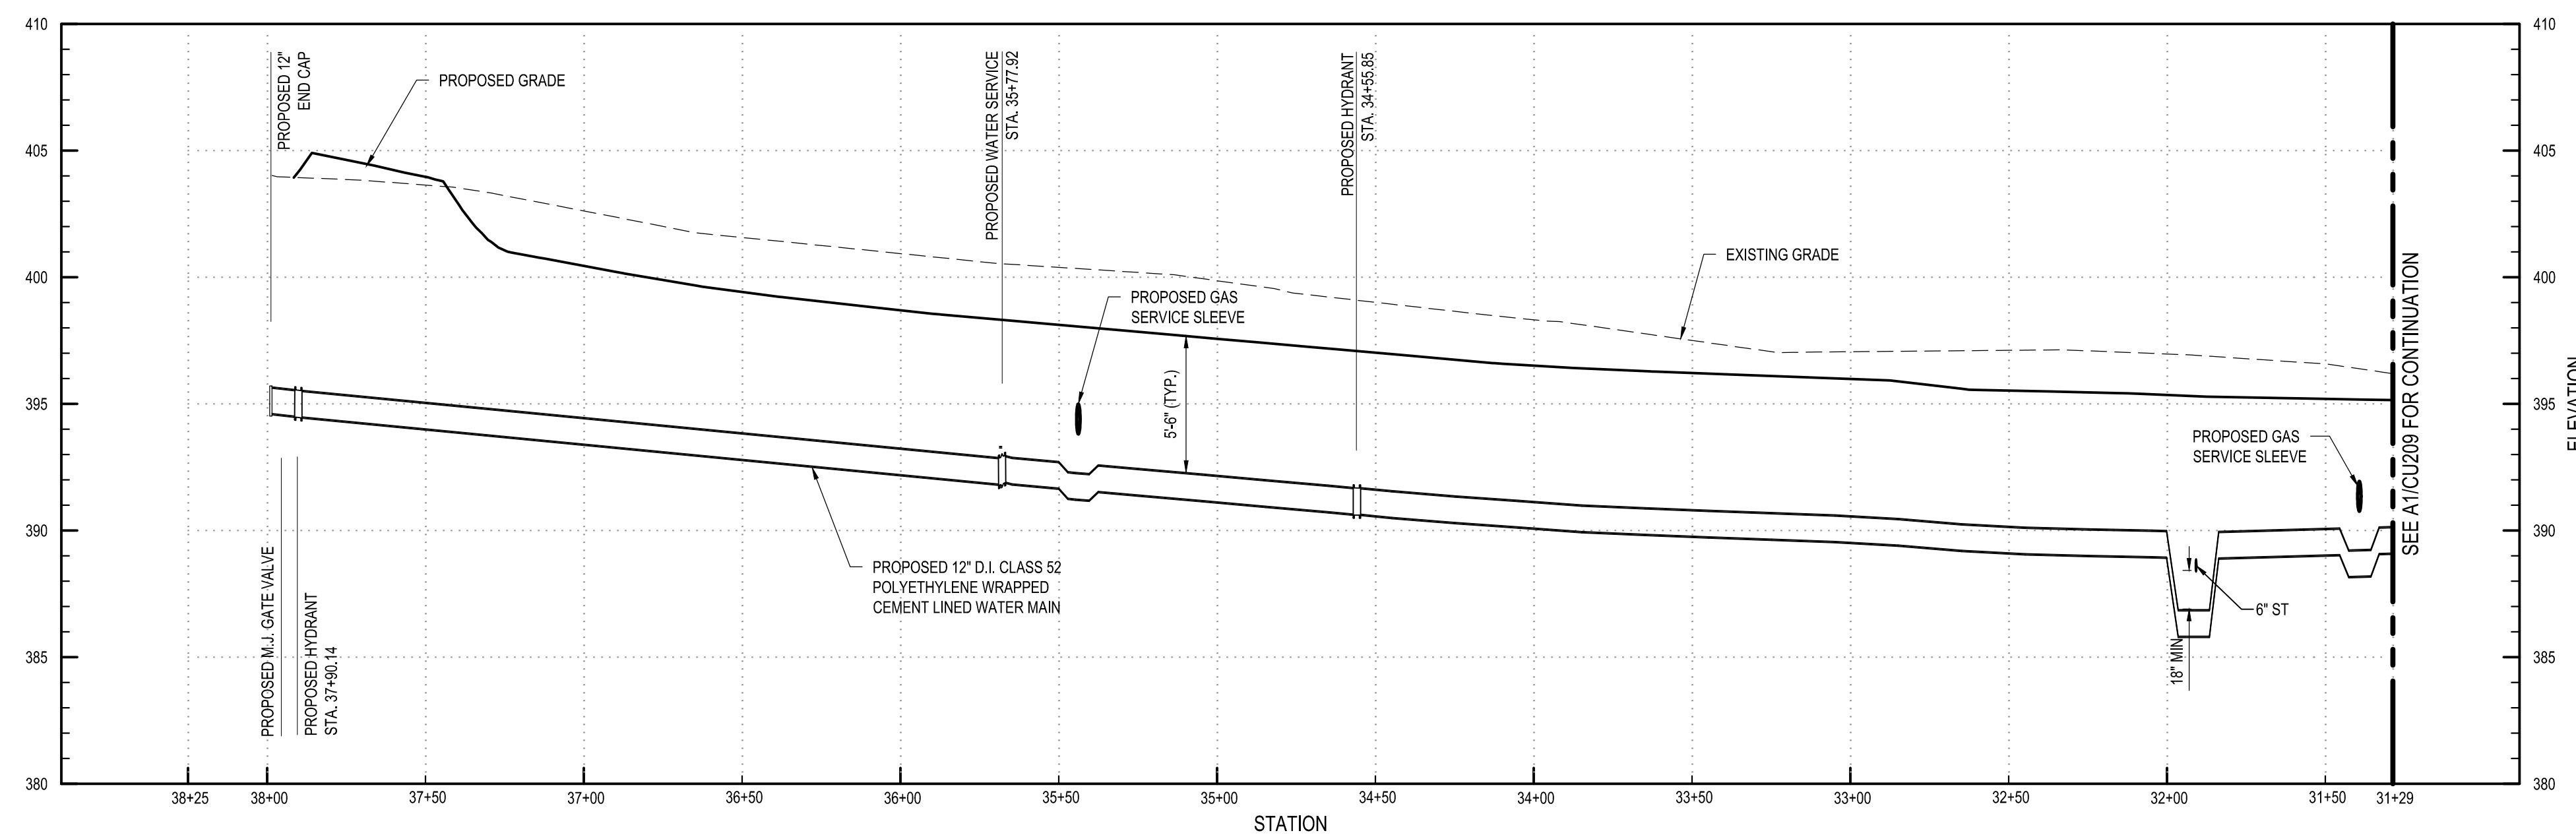 410
410
PROPOSED 12"
END CAP
PROPOSED GRADE
PROPOSED WATER SERVICE
STA. 35+77.92
PROPOSED HYDRANT
STA. 34+55.85
405
405
EXISTING GRADE
400
400
PROPOSED GAS
SERVICE SLEEVE
5'-6" (TYP.)
SEE A1/CU209 FOR CONTINUATION
ELEVATION
395
395
PROPOSED GAS
SERVICE SLEEVE
390
390
PROPOSED M.J. GATE VALVE
PROPOSED HYDRANT
STA. 37+90.14
PROPOSED 12" D.I. CLASS 52
POLYETHYLENE WRAPPED
CEMENT LINED WATER MAIN
6" ST
18" MIN
385
385
380
380
38+25
38+00
37+50
37+00
36+50
36+00
35+50
35+00
34+50
34+00
33+50
33+00
32+50
32+00
31+50
31+29
STATION